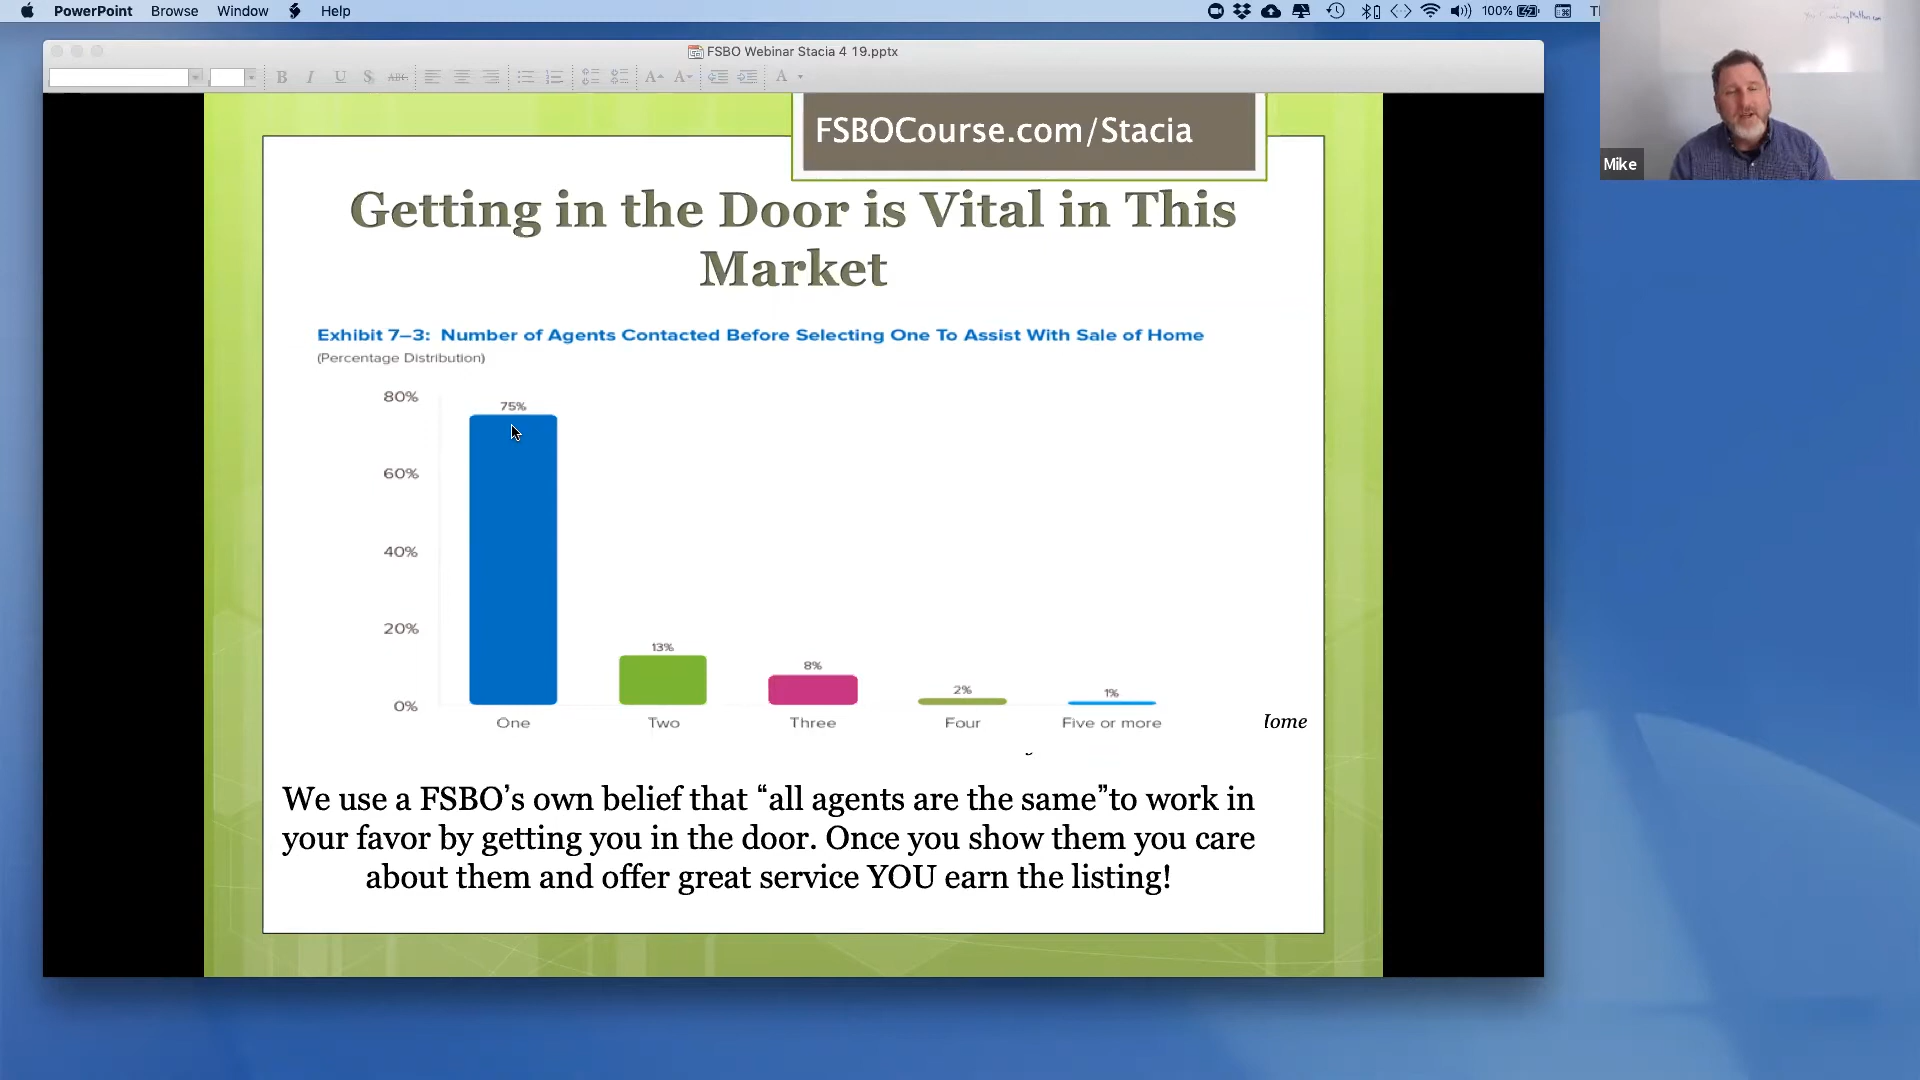 PowerPoint Browse Window Help
100%
FSBO Webinar Stacia 4 19.pptx
B I U S ABC A A A
FSBOCourse.com/Stacia
Getting in the Door is Vital in This
Market
Exhibit 7–3: Number of Agents Contacted Before Selecting One To Assist With Sale of Home
(Percentage Distribution)
80%
60%
40%
20%
0%
75%
13%
8%
2%
1%
One Two Three Four Five or more
We use a FSBO’s own belief that “all agents are the same”to work in
your favor by getting you in the door. Once you show them you care
about them and offer great service YOU earn the listing!
Mike